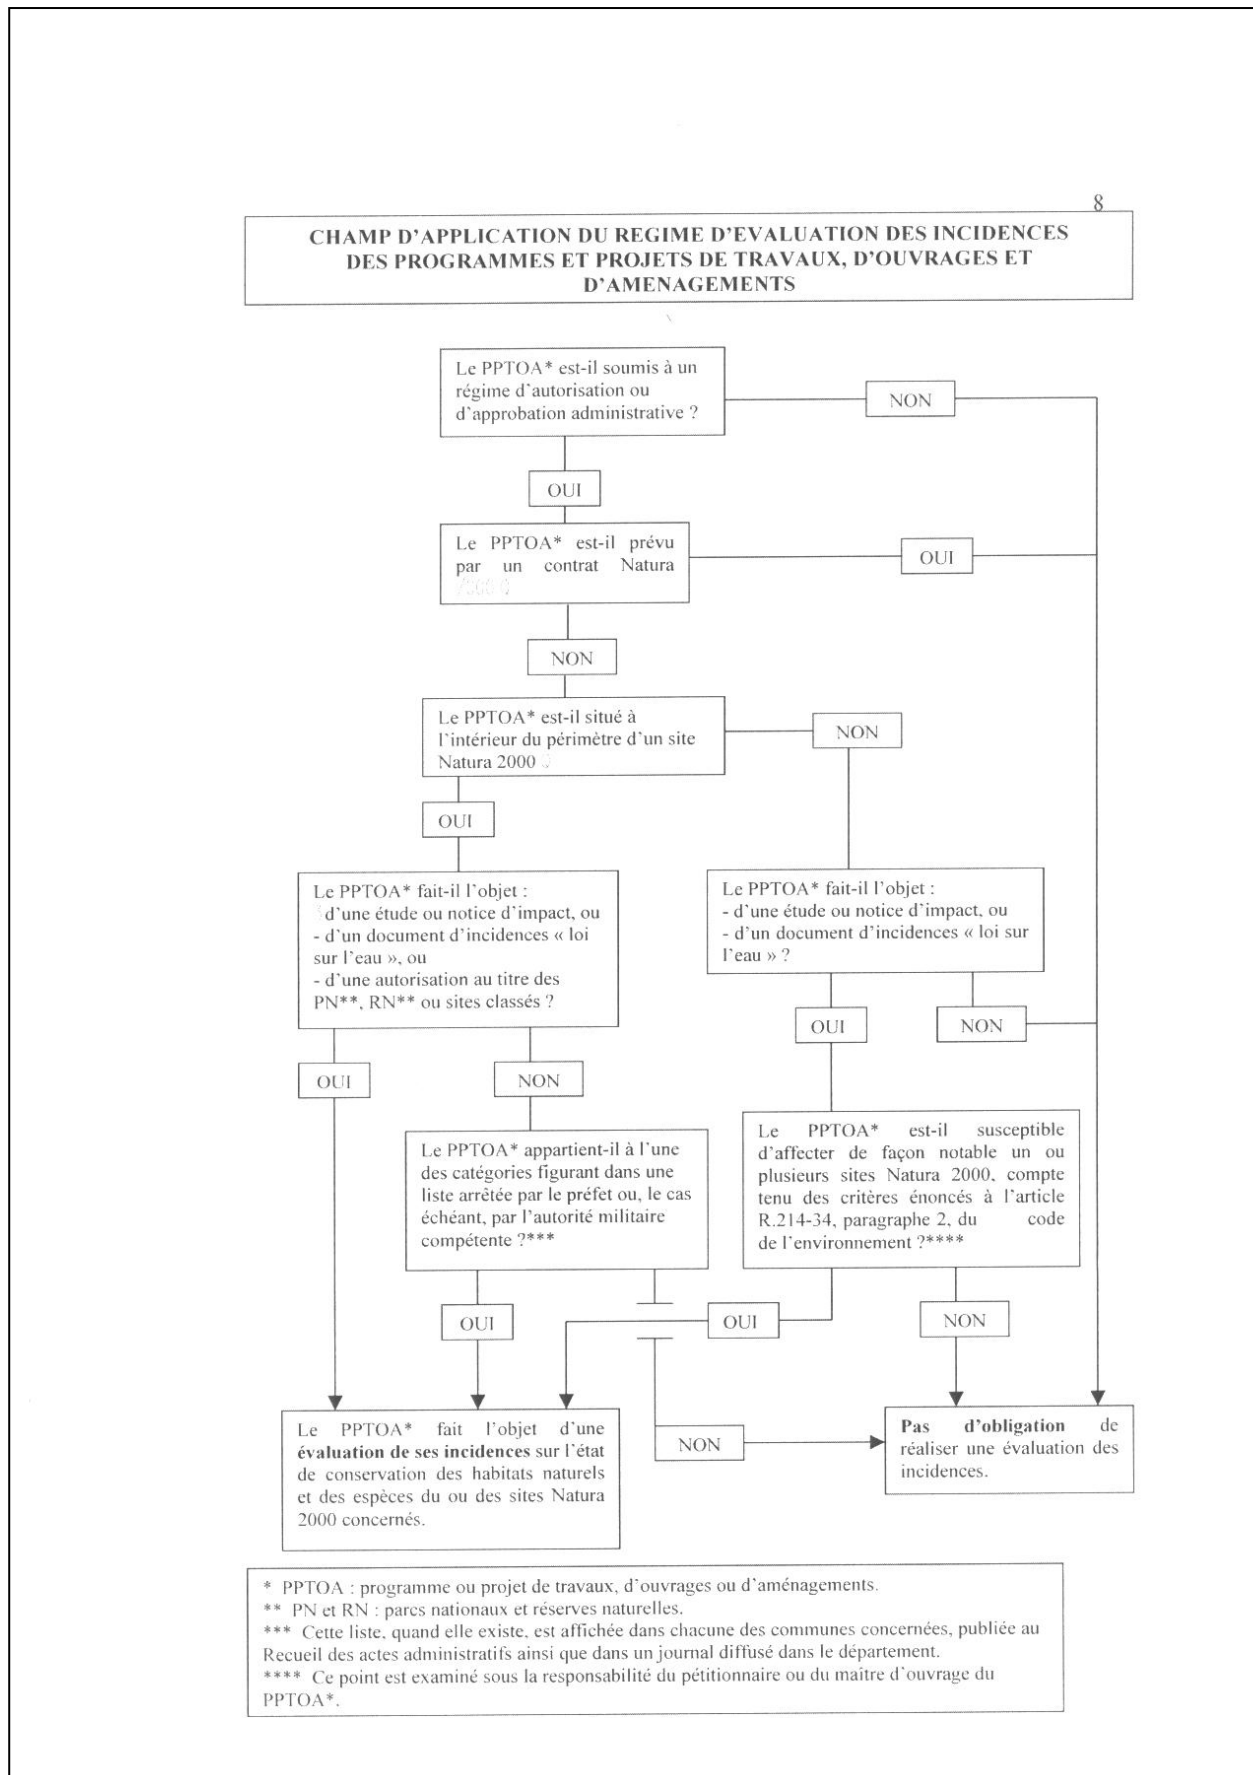 8
CHAMP D'APPLICATION DU REGIME D'EVALUATION DES INCIDENCES
DES PROGRAMMES ET PROJETS DE TRAVAUX, D'OUVRAGES ET
D'AMENAGEMENTS
Le PPTOA* est-il soumis à un
régime d'autorisation ou
d'approbation administrative ?
NON
OUI
Le PPTOA* est-il prévu
par un contrat Natura
OUI
NON
Le PPTOA* est-il situé à
l'intérieur du périmètre d'un site
Natura 2000
NON
OUI
Le PPTOA* fait-il l'objet :
d'une étude ou notice d'impact, ou
- d'un document d'incidences « loi
sur l'eau », ou
- d'une autorisation au titre des
PN**, RN** ou sites classés ?
Le PPTOA* fait-il l'objet :
- d'une étude ou notice d'impact, ou
- d'un document d'incidences « loi
sur l'eau » ?
OUI
NON
OUI
NON
Le PPTOA* appartient-il à l'une
des catégories figurant dans une
liste arrêtée par le préfet ou, le cas
échéant, par l'autorité militaire
compétente ?***
Le PPTOA* est-il susceptible
d'affecter de façon notable un ou
plusieurs sites Natura 2000, compte
tenu des critères énoncés à l'article
R.214-34, paragraphe 2, du code
de l'environnement ?****
OUI
OUI
NON
Le PPTOA* fait l'objet d'une
évaluation de ses incidences sur l'état
de conservation des habitats naturels
et des espèces du ou des sites Natura
2000 concernés.
NON
Pas d'obligation de
réaliser une évaluation des
incidences.
* PPTOA : programme ou projet de travaux, d'ouvrages ou d'aménagements.
** PN et RN : parcs nationaux et réserves naturelles.
*** Cette liste, quand elle existe, est affichée dans chacune des communes concernées, publiée au
Recueil des actes administratifs ainsi que dans un journal diffusé dans le département.
**** Ce point est examiné sous la responsabilité du pétitionnaire ou du maître d'ouvrage du
PPTOA*.